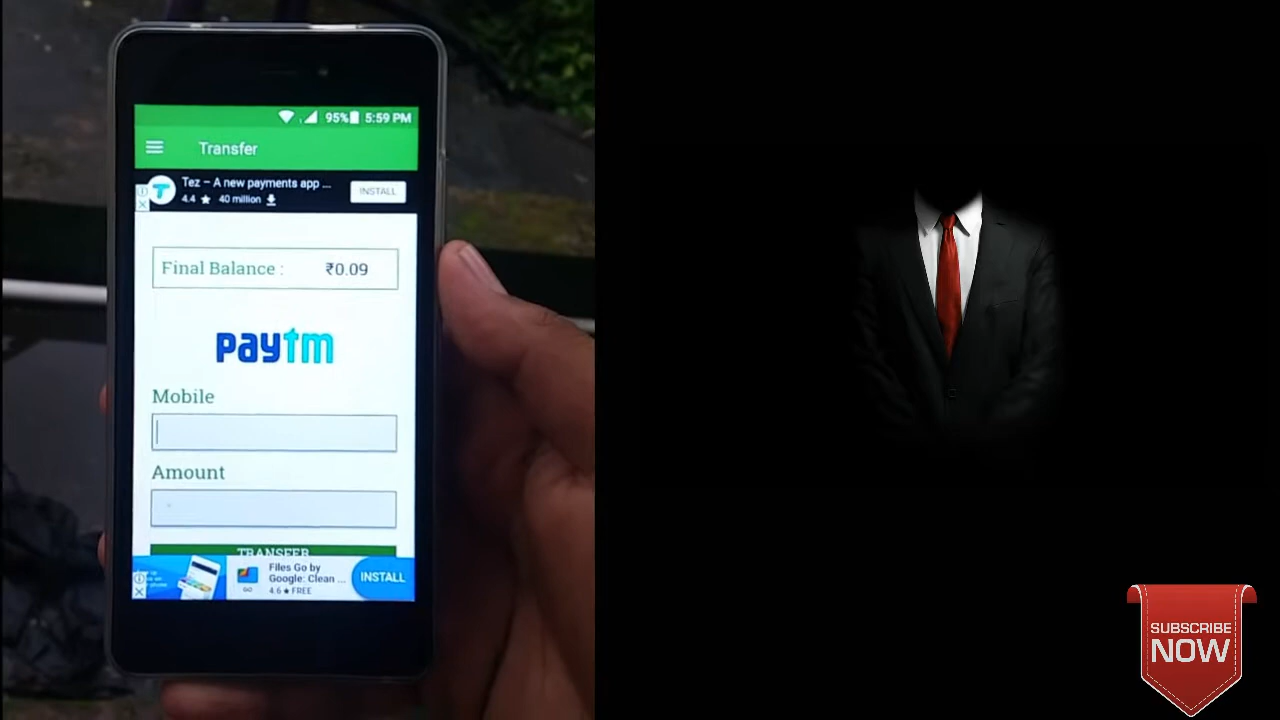 95% 5:59 PM
Transfer
Tez – A new payments app ...
4.4 ★ 40 million
INSTALL
Final Balance : ₹0.09
paytm
Mobile
Amount
TRANSFER
Files Go by
Google: Clean ...
4.6 ★ FREE
INSTALL
GO
SUBSCRIBE
NOW